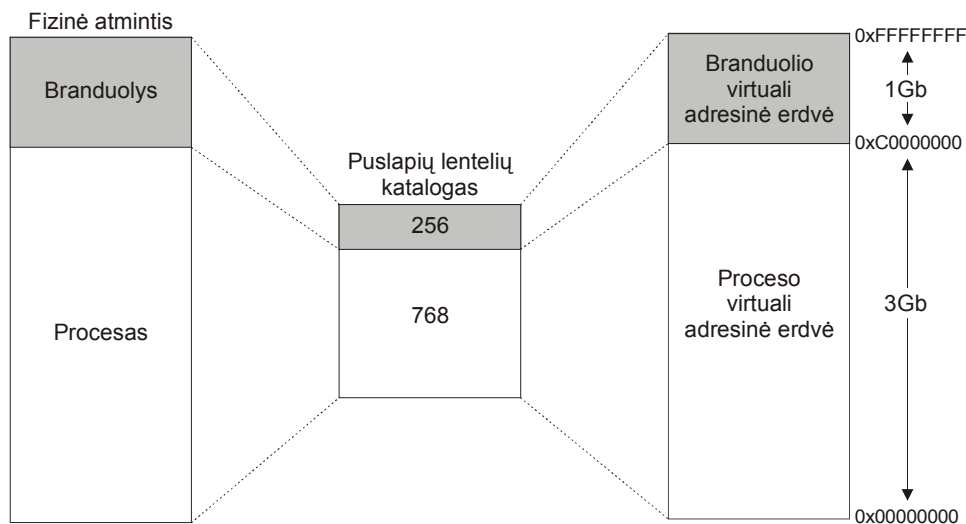 Fizinė atmintis
Branduolys
Procesas
Puslapių lentelių
katalogas
256
768
Branduolio
virtuali
adresinė erdvė
Proceso
virtuali
adresinė erdvė
0xFFFFFFFF
1Gb
0xC0000000
3Gb
0x00000000